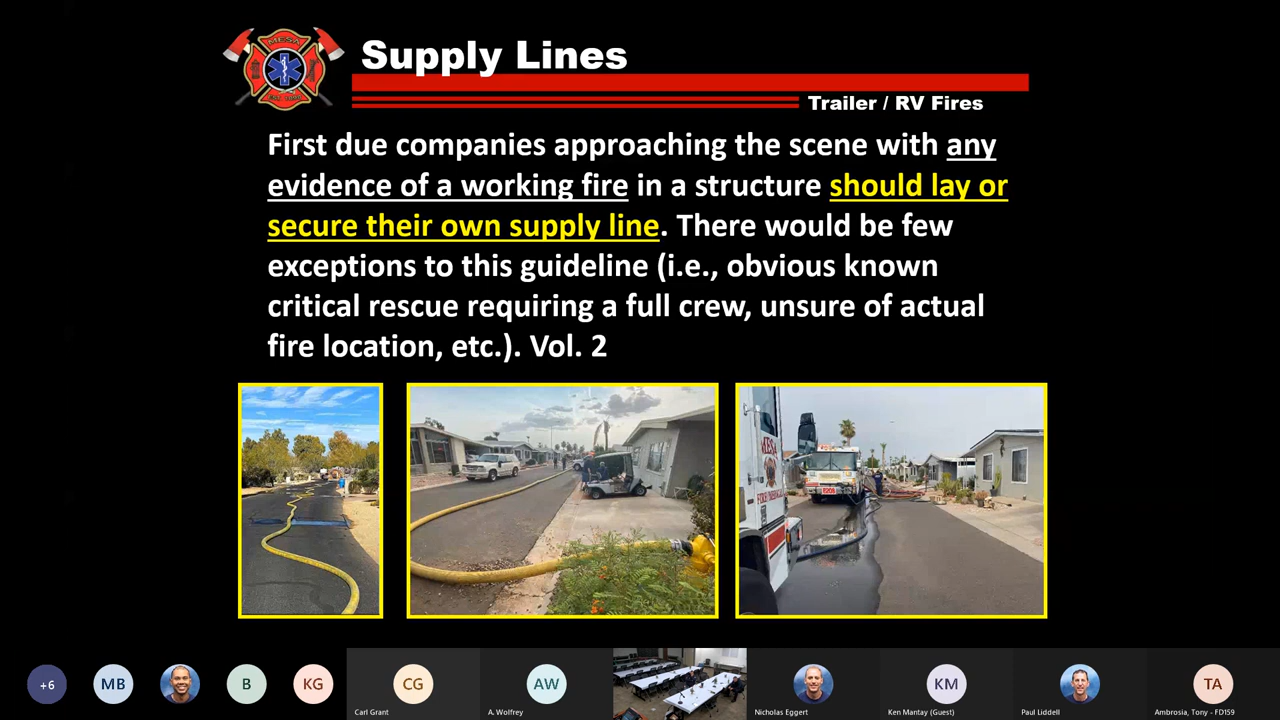 MESA
Supply Lines
Trailer / RV Fires
First due companies approaching the scene with any
evidence of a working fire in a structure should lay or
secure their own supply line. There would be few
exceptions to this guideline (i.e., obvious known
critical rescue requiring a full crew, unsure of actual
fire location, etc.). Vol. 2
MESA
+6
MB
B
KG
CG
AW
KM
TA
Carl Grant
A. Wolfrey
Nicholas Eggert
Ken Mantay (Guest)
Paul Liddell
Ambrosia, Tony - FD1S9